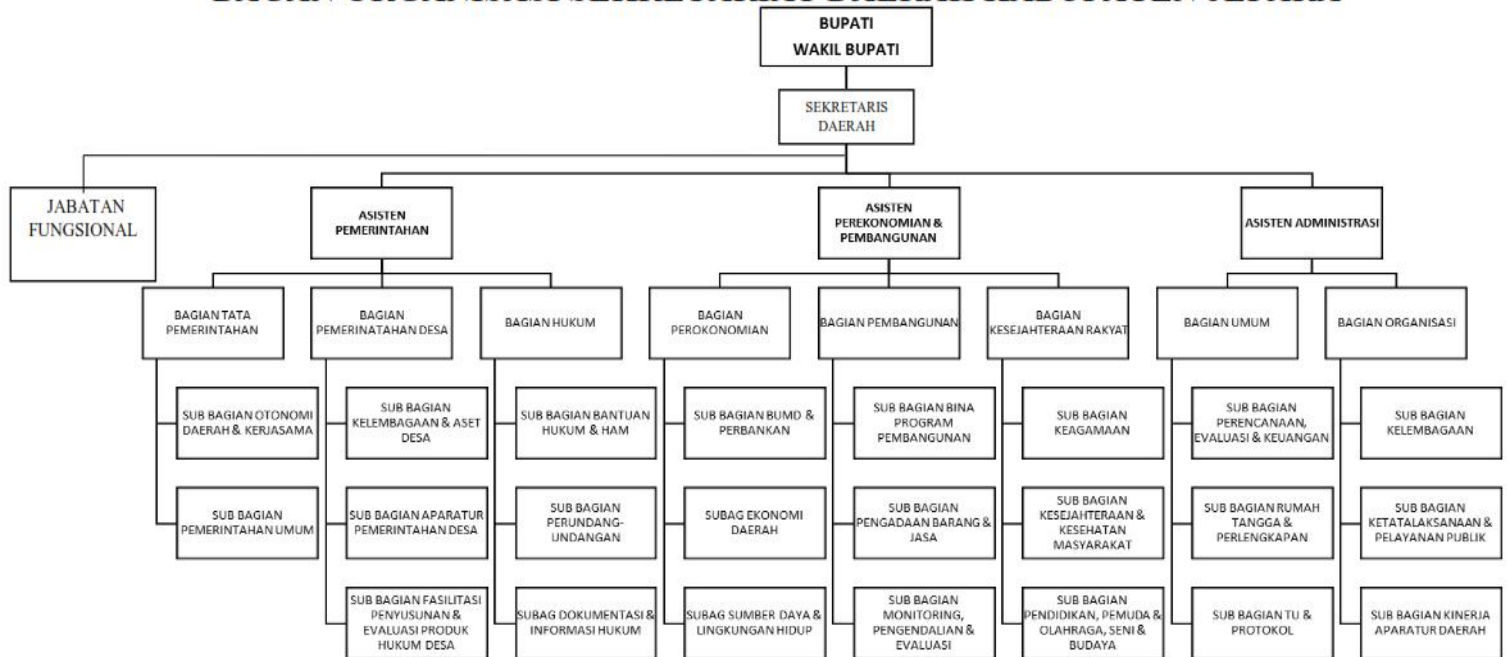 BUPATI
WAKIL BUPATI
SEKRETARIS
DAERAH
JABATAN
FUNGSIONAL
ASISTEN
PEMERINTAHAN
ASISTEN
PEREKONOMIAN &
PEMBANGUNAN
ASISTEN ADMINISTRASI
BAGIAN TATA
PEMERINTAHAN
BAGIAN
PEMERINATAHAN DESA
BAGIAN HUKUM
BAGIAN
PEROKONOMIAN
BAGIAN PEMBANGUNAN
BAGIAN
KESEJAHTERAAN RAKYAT
BAGIAN UMUM
BAGIAN ORGANISASI
SUB BAGIAN OTONOMI
DAERAH & KERJASAMA
SUB BAGIAN
KELEMBAGAAN & ASET
DESA
SUB BAGIAN BANTUAN
HUKUM & HAM
SUB BAGIAN BUMD &
PERBANKAN
SUB BAGIAN BINA
PROGRAM
PEMBANGUNAN
SUB BAGIAN
KEAGAMAAN
SUB BAGIAN
PERENCANAAN,
EVALUASI & KEUANGAN
SUB BAGIAN
KELEMBAGAAN
SUB BAGIAN
PEMERINTAHAN UMUM
SUB BAGIAN APARATUR
PEMERINTAHAN DESA
SUB BAGIAN
PERUNDANG-
UNDANGAN
SUBAG EKONOMI
DAERAH
SUB BAGIAN
PENGADAAN BARANG &
JASA
SUB BAGIAN
KESEJAHTERAAN &
KESEHATAN
MASYARAKAT
SUB BAGIAN RUMAH
TANGGA &
PERLENGKAPAN
SUB BAGIAN
KETATALAKSANAAN &
PELAYANAN PUBLIK
SUB BAGIAN FASILITASI
PENYUSUNAN &
EVALUASI PRODUK
HUKUM DESA
SUBAG DOKUMENTASI &
INFORMASI HUKUM
SUBAG SUMBER DAYA &
LINGKUNGAN HIDUP
SUB BAGIAN
MONITORING,
PENGENDALIAN &
EVALUASI
SUB BAGIAN
PENDIDIKAN, PEMUDA &
OLAHRAGA, SENI &
BUDAYA
SUB BAGIAN TU &
PROTOKOL
SUB BAGIAN KINERJA
APARATUR DAERAH